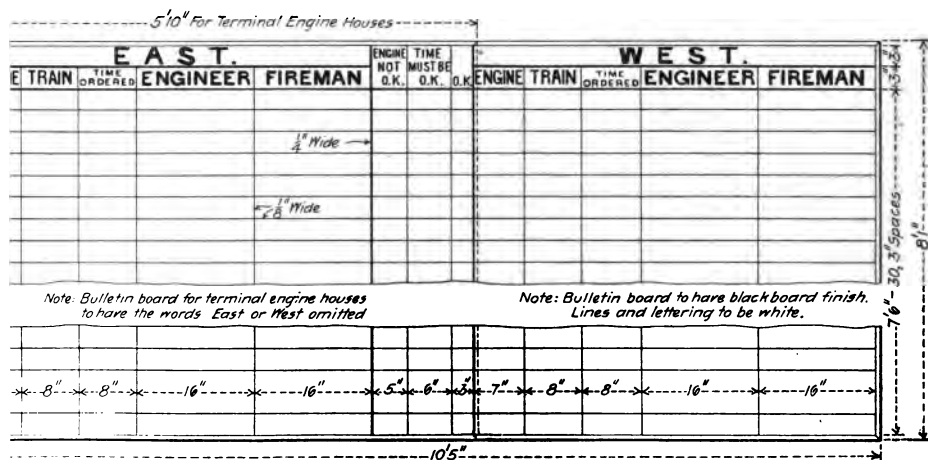 5'10" For Terminal Engine Houses
EAST.
ENGINE NOT O.K.
TIME MUST BE O.K.
O.K.
WEST.
E TRAIN TIME ORDERED ENGINEER FIREMAN
ENGINE TRAIN TIME ORDERED ENGINEER FIREMAN
3" 3"
1/4" Wide
1/8" Wide
7'6" - 30, 3" Spaces
8'1"
Note: Bulletin board for terminal engine houses
to have the words East or West omitted
Note: Bulletin board to have blackboard finish.
Lines and lettering to be white.
8" 8" 16" 16" 5" 6" 3" 7" 8" 8" 16" 16"
10'5"